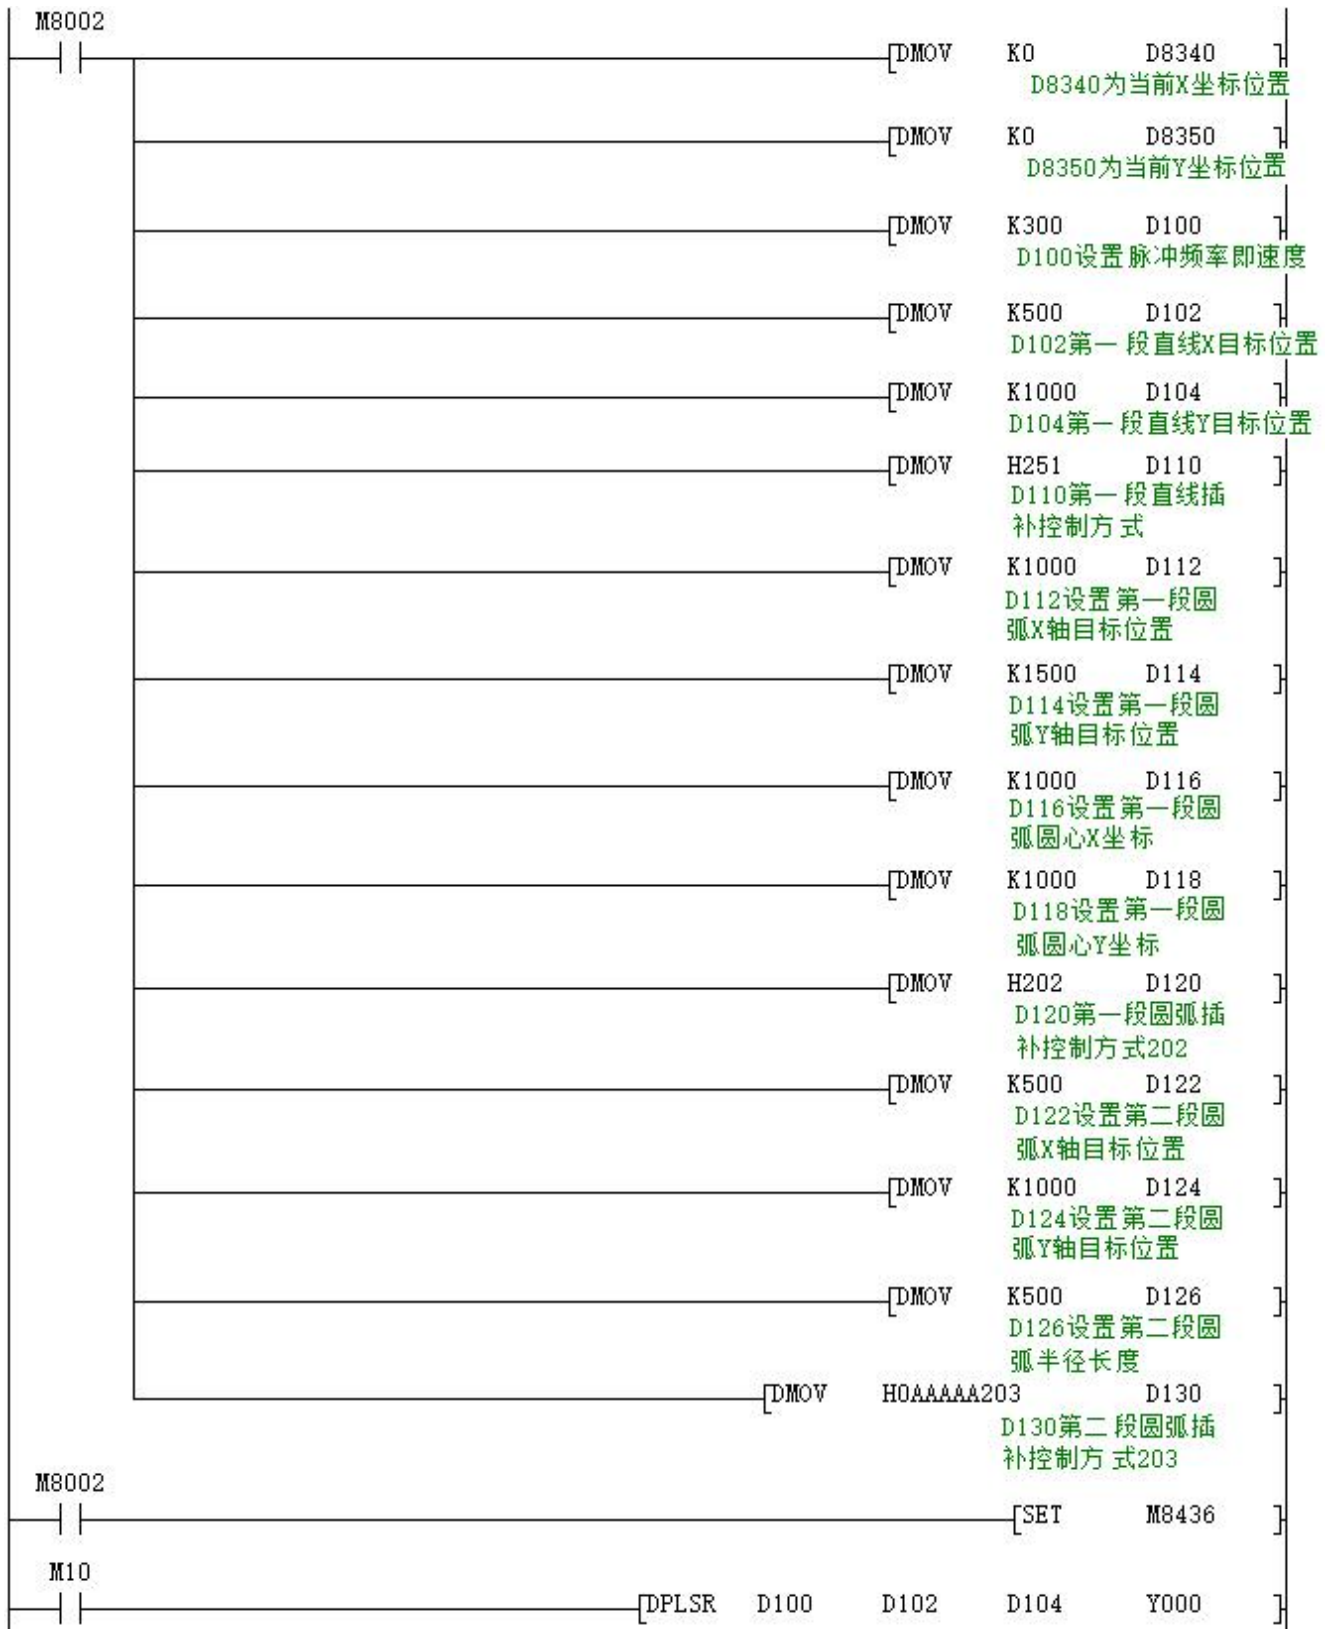 M8002
DMOV K0 D8340
D8340为当前X坐标位置
DMOV K0 D8350
D8350为当前Y坐标位置
DMOV K300 D100
D100设置脉冲频率即速度
DMOV K500 D102
D102第一段直线X目标位置
DMOV K1000 D104
D104第一段直线Y目标位置
DMOV H251 D110
D110第一段直线插
补控制方式
DMOV K1000 D112
D112设置第一段圆
弧X轴目标位置
DMOV K1500 D114
D114设置第一段圆
弧Y轴目标位置
DMOV K1000 D116
D116设置第一段圆
弧圆心X坐标
DMOV K1000 D118
D118设置第一段圆
弧圆心Y坐标
DMOV H202 D120
D120第一段圆弧插
补控制方式202
DMOV K500 D122
D122设置第二段圆
弧X轴目标位置
DMOV K1000 D124
D124设置第二段圆
弧Y轴目标位置
DMOV K500 D126
D126设置第二段圆
弧半径长度
DMOV H0AAAAA203 D130
D130第二段圆弧插
补控制方式203
M8002
SET M8436
M10
DPLSR D100 D102 D104 Y000